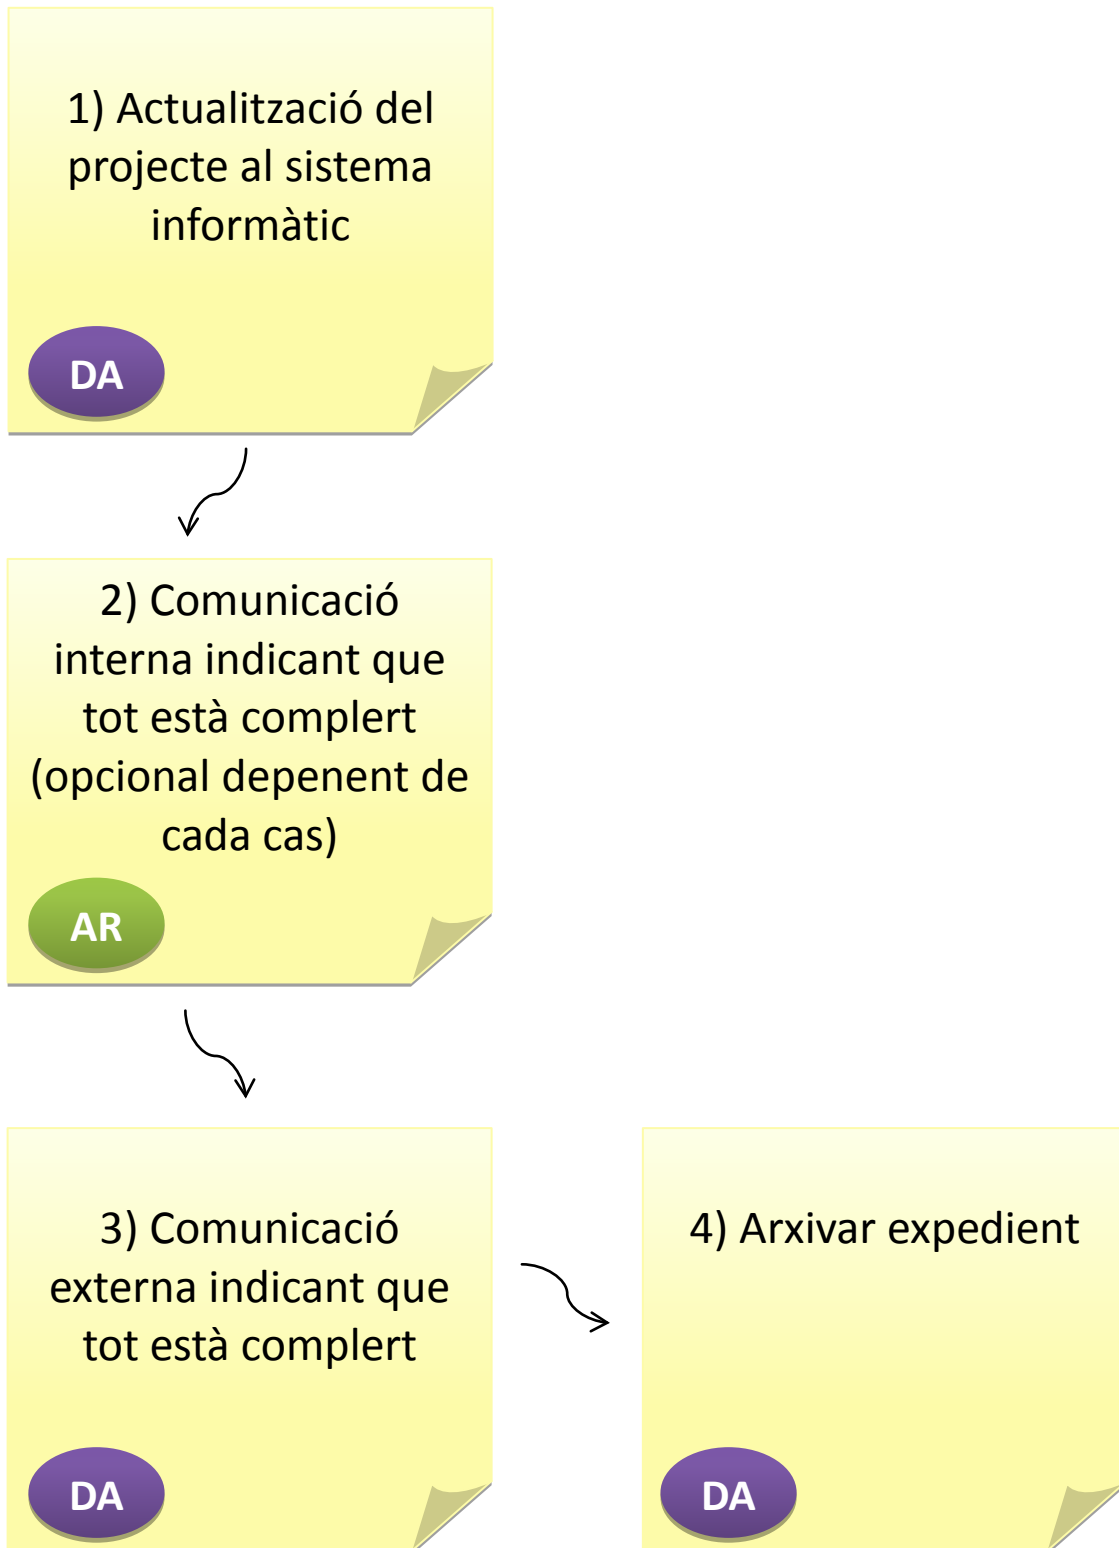 1) Actualització del
projecte al sistema
informàtic
DA
2) Comunicació
interna indicant que
tot està complert
(opcional depenent de
cada cas)
AR
3) Comunicació
externa indicant que
tot està complert
DA
4) Arxivar expedient
DA